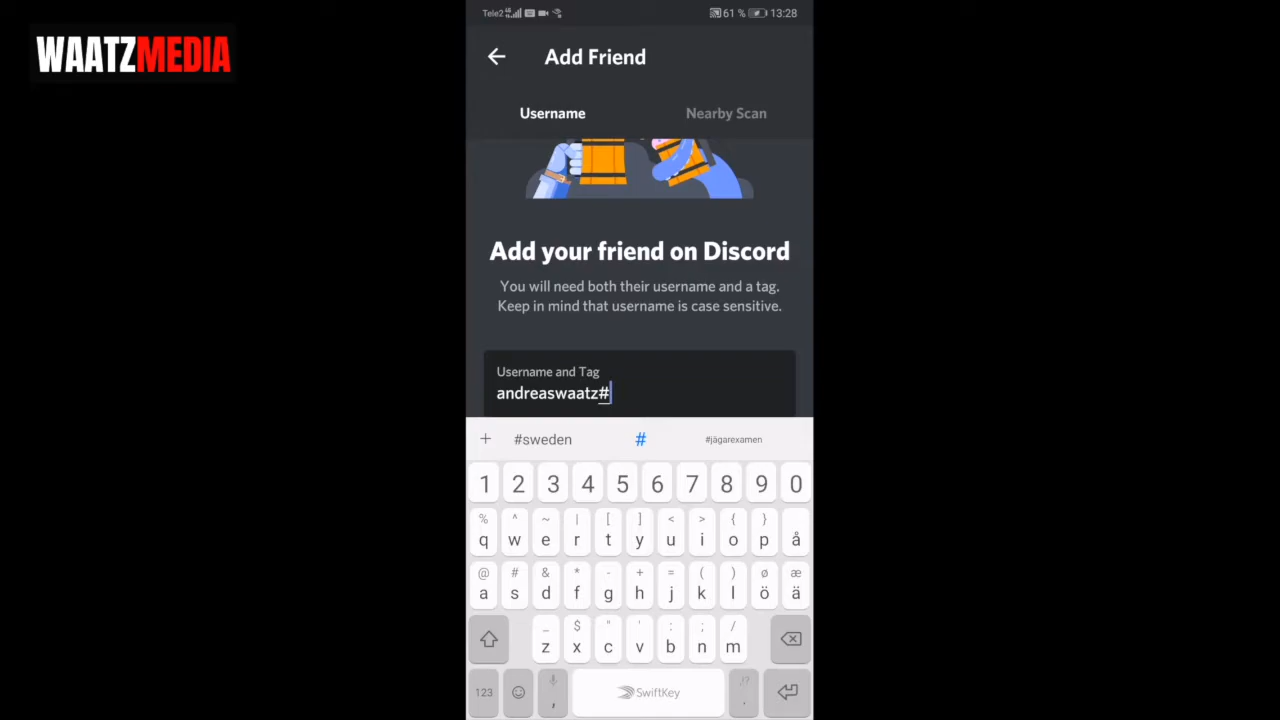 WAATZMEDIA
Tele2 61 % 13:28
Add Friend
Username Nearby Scan
Add your friend on Discord
You will need both their username and a tag.
Keep in mind that username is case sensitive.
Username and Tag
andreaswaatz#
+ #sweden # #jägarexamen
1 2 3 4 5 6 7 8 9 0
% ^ ~ | [ ] < > { }
q w e r t y u i o p å
@ # & * - + = ( ) ø æ
a s d f g h j k l ö ä
_ $ " ' : ; /
z x c v b n m
123 , SwiftKey !? .